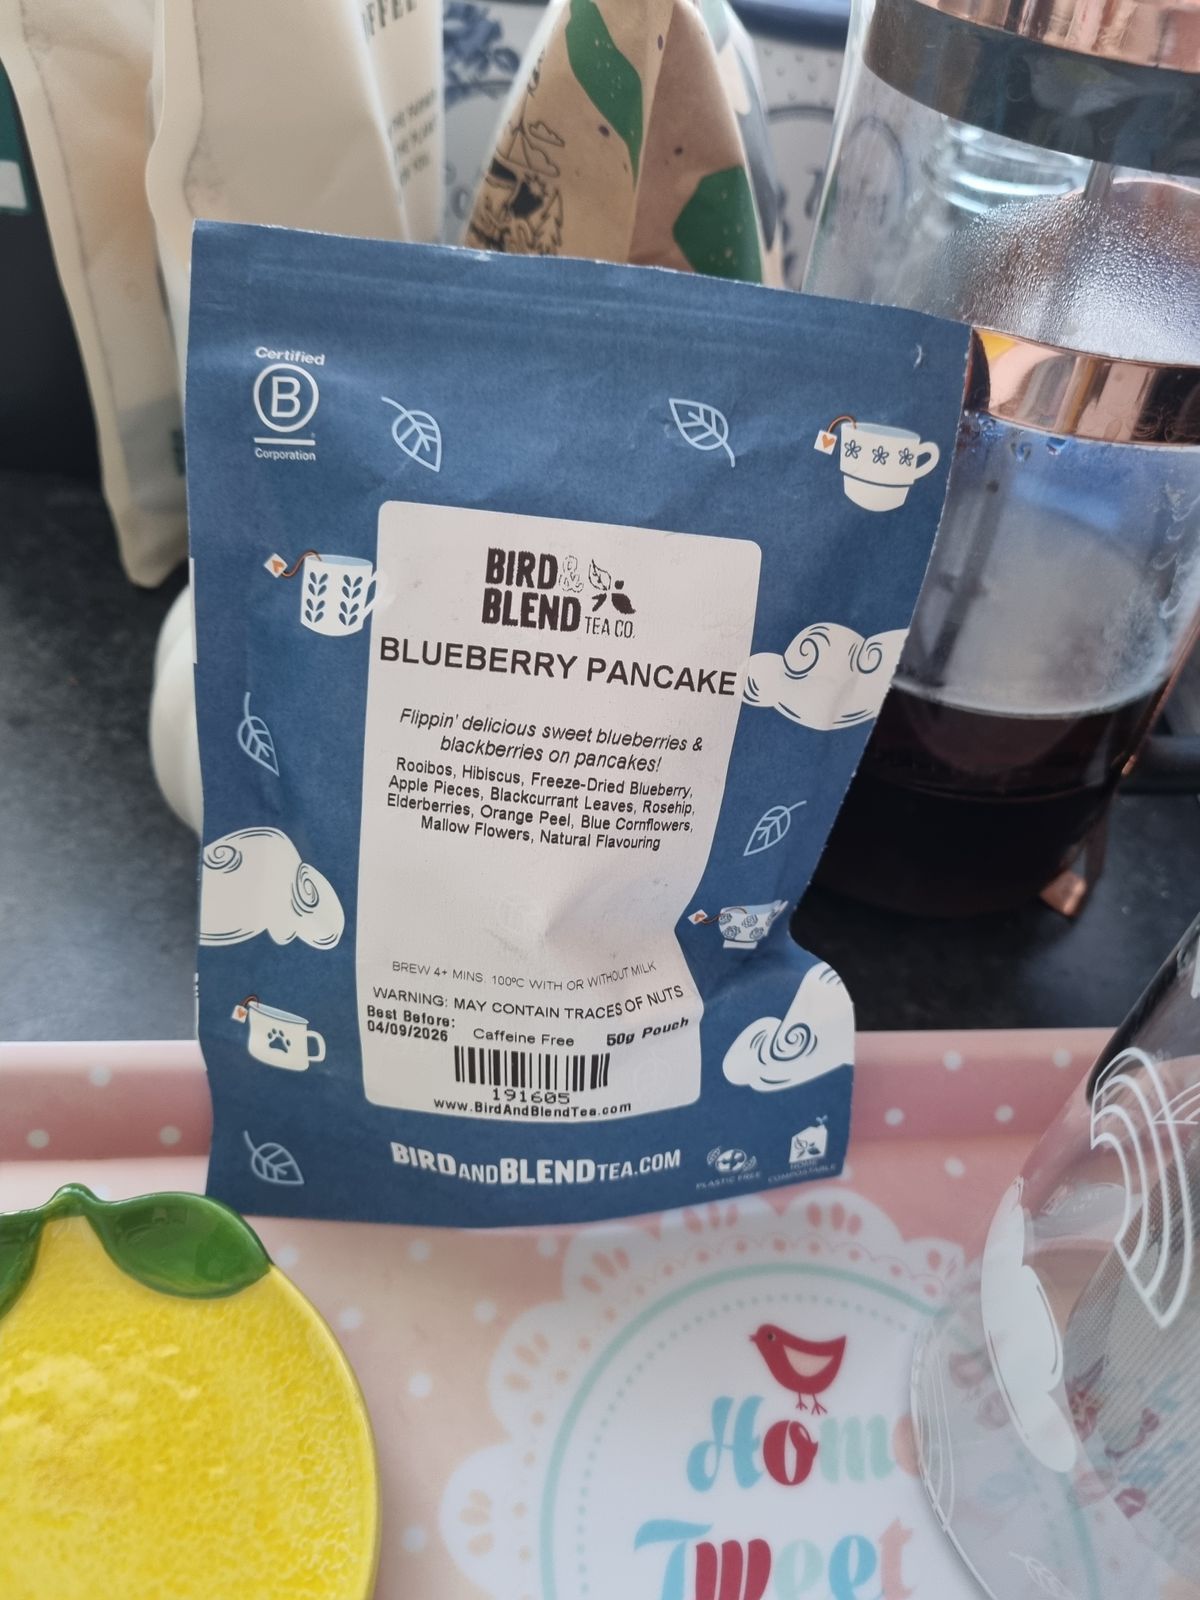 OFFEE
Certified
B
Corporation
BIRD &
BLEND TEA CO.
BLUEBERRY PANCAKE
Flippin' delicious sweet blueberries &
blackberries on pancakes!
Rooibos, Hibiscus, Freeze-Dried Blueberry,
Apple Pieces, Blackcurrant Leaves, Rosehip,
Elderberries, Orange Peel, Blue Cornflowers,
Mallow Flowers, Natural Flavouring
BREW 4+ MINS. 100ºC WITH OR WITHOUT MILK
WARNING: MAY CONTAIN TRACES OF NUTS
Best Before:
04/09/2026 Caffeine Free 50g Pouch
191605
www.BirdAndBlendTea.com
BIRDANDBLENDTEA.COM
PLASTIC FREE
HOME
COMPOSTABLE
Home
Tweet